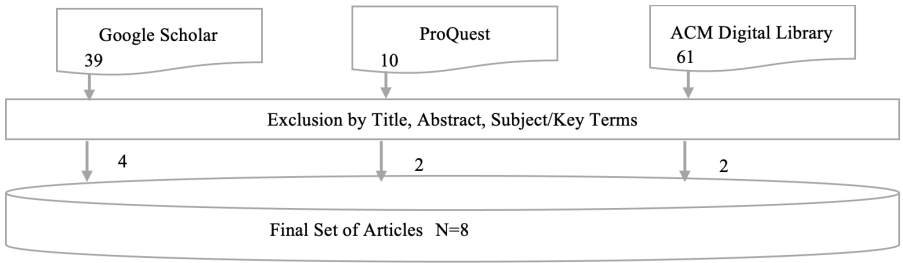 Google Scholar
39
ProQuest
10
ACM Digital Library
61
Exclusion by Title, Abstract, Subject/Key Terms
4
2
2
Final Set of Articles N=8